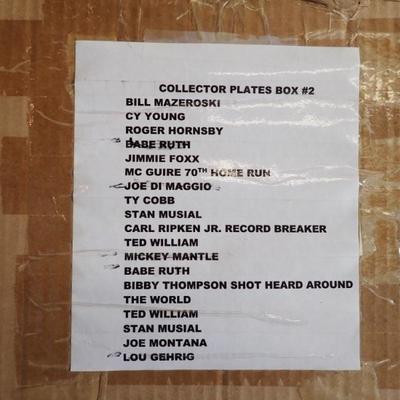 COLLECTOR PLATES BOX #2
BILL MAZEROSKI
CY YOUNG
ROGER HORNSBY
BABE RUTH
JIMMIE FOXX
MC GUIRE 70TH HOME RUN
JOE DI MAGGIO
TY COBB
STAN MUSIAL
CARL RIPKEN JR. RECORD BREAKER
TED WILLIAM
MICKEY MANTLE
BABE RUTH
BIBBY THOMPSON SHOT HEARD AROUND
THE WORLD
TED WILLIAM
STAN MUSIAL
JOE MONTANA
LOU GEHRIG